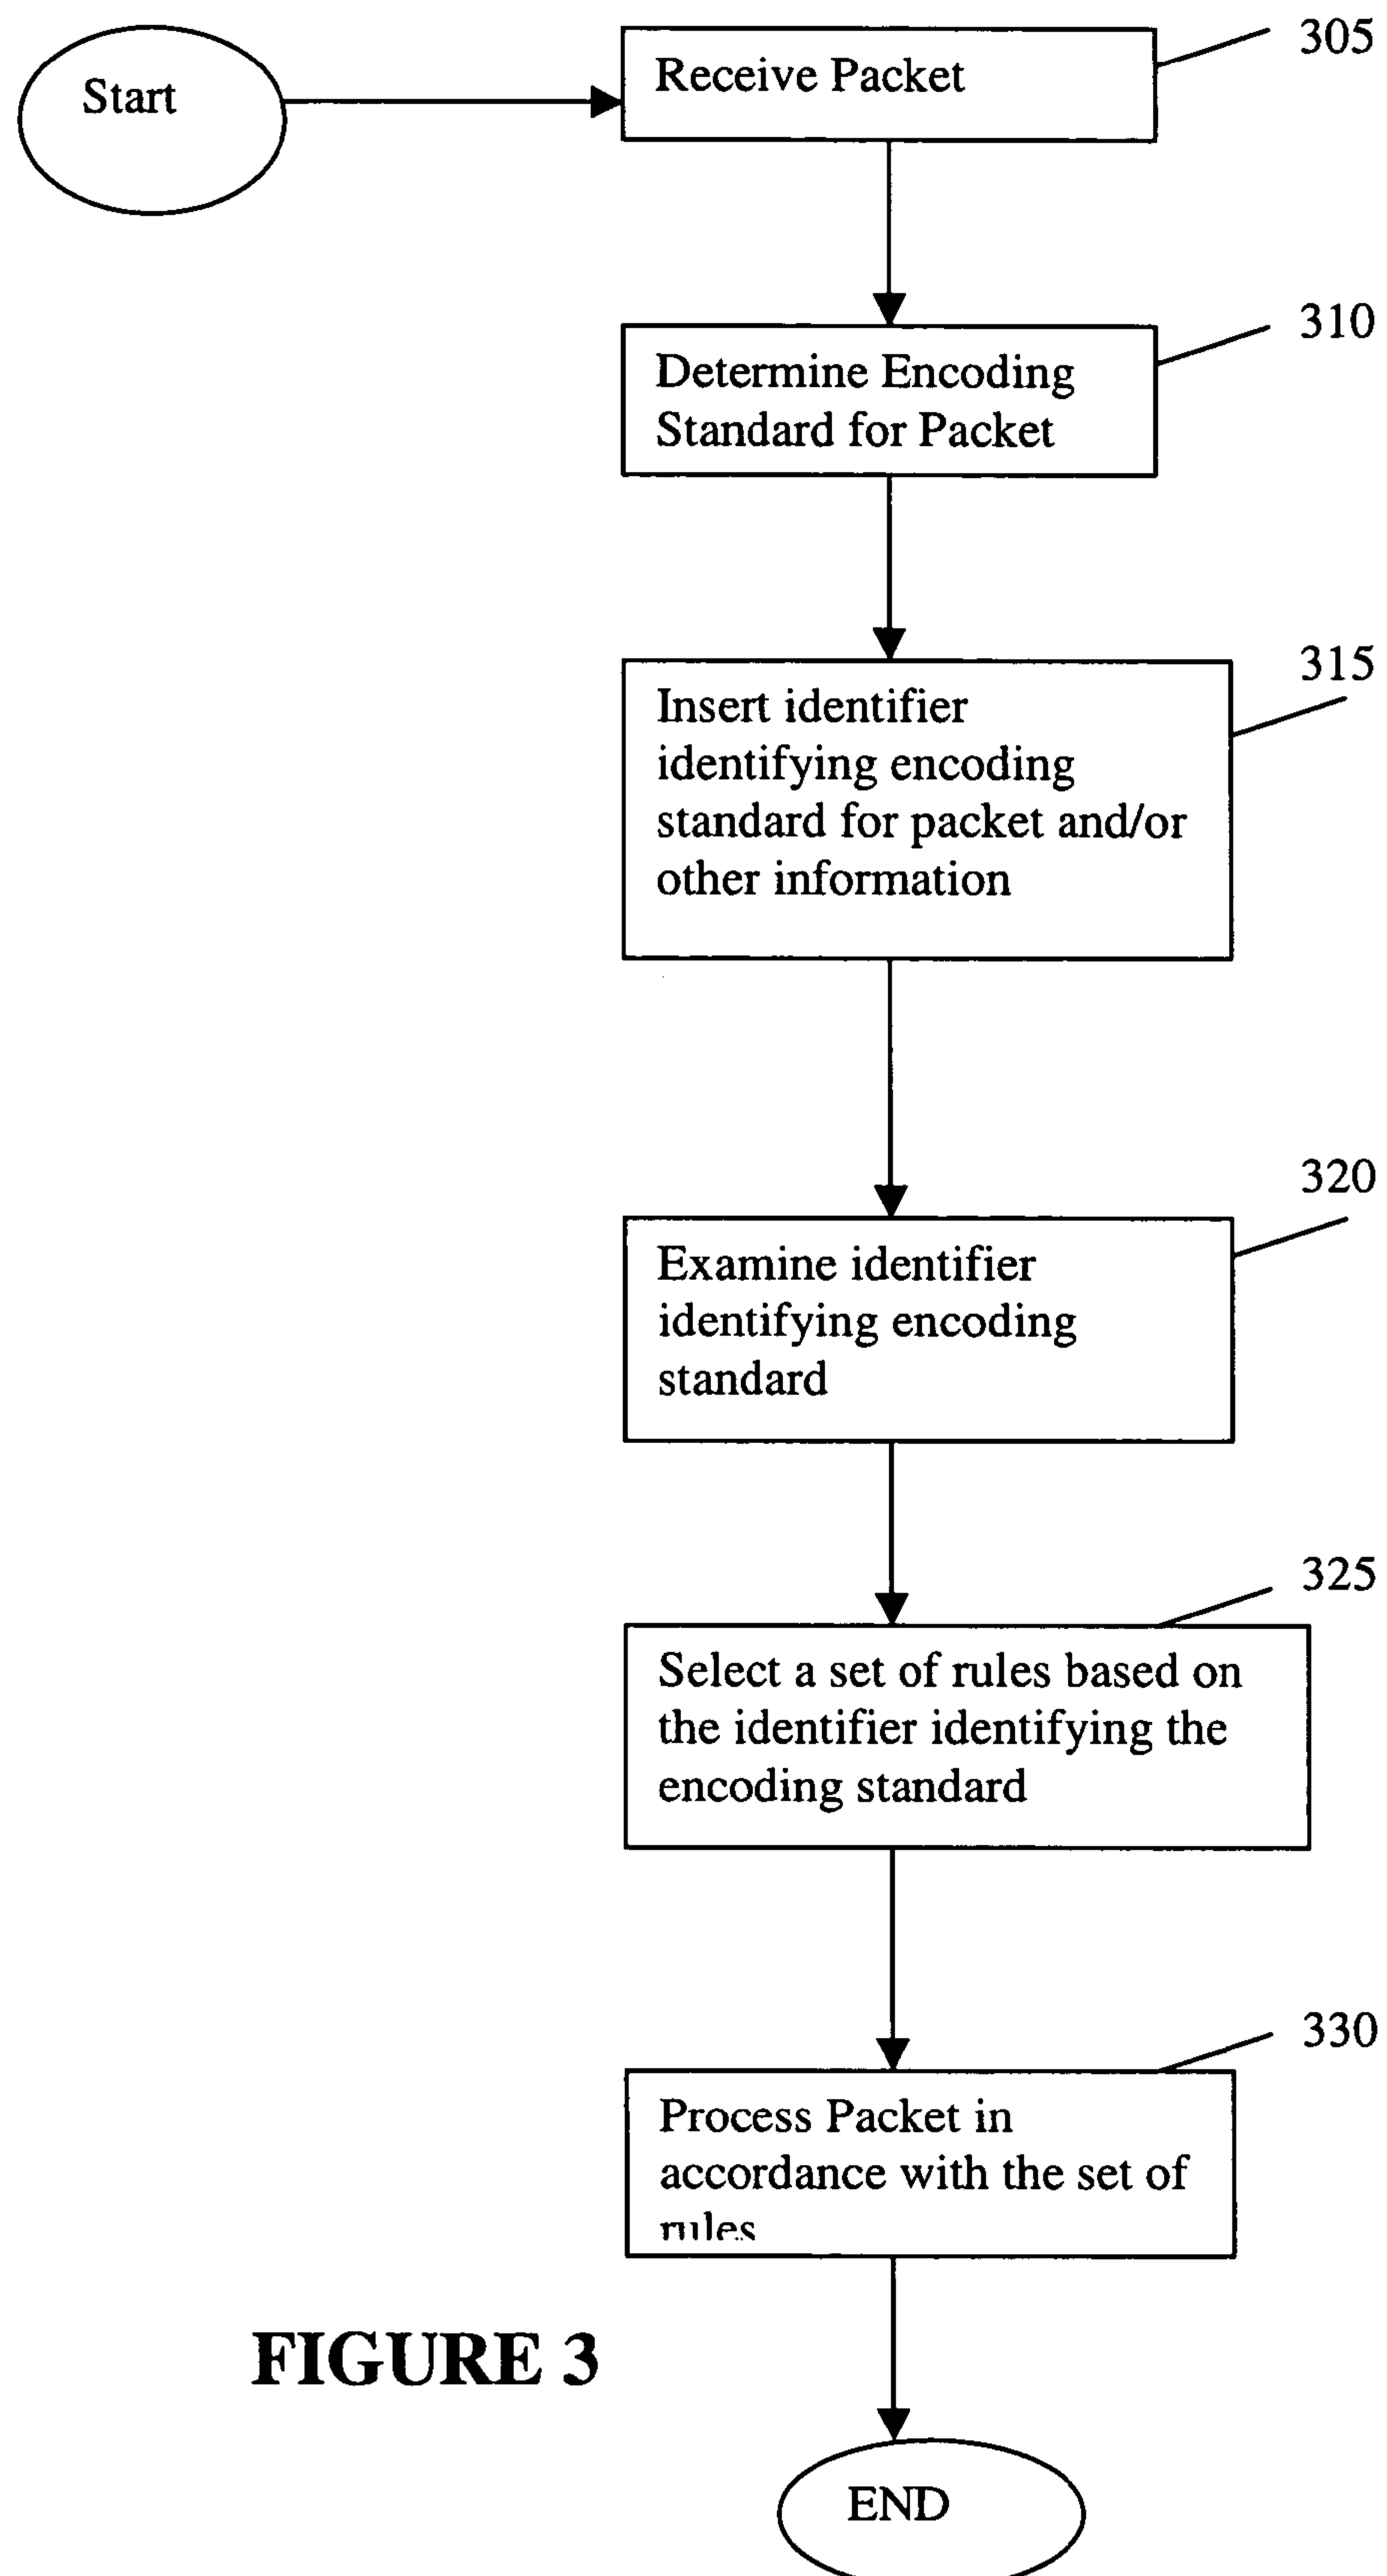 Start
Receive Packet
305
310
Determine Encoding
Standard for Packet
315
Insert identifier
identifying encoding
standard for packet and/or
other information
320
Examine identifier
identifying encoding
standard
325
Select a set of rules based on
the identifier identifying the
encoding standard
330
Process Packet in
accordance with the set of
rules
FIGURE 3
END